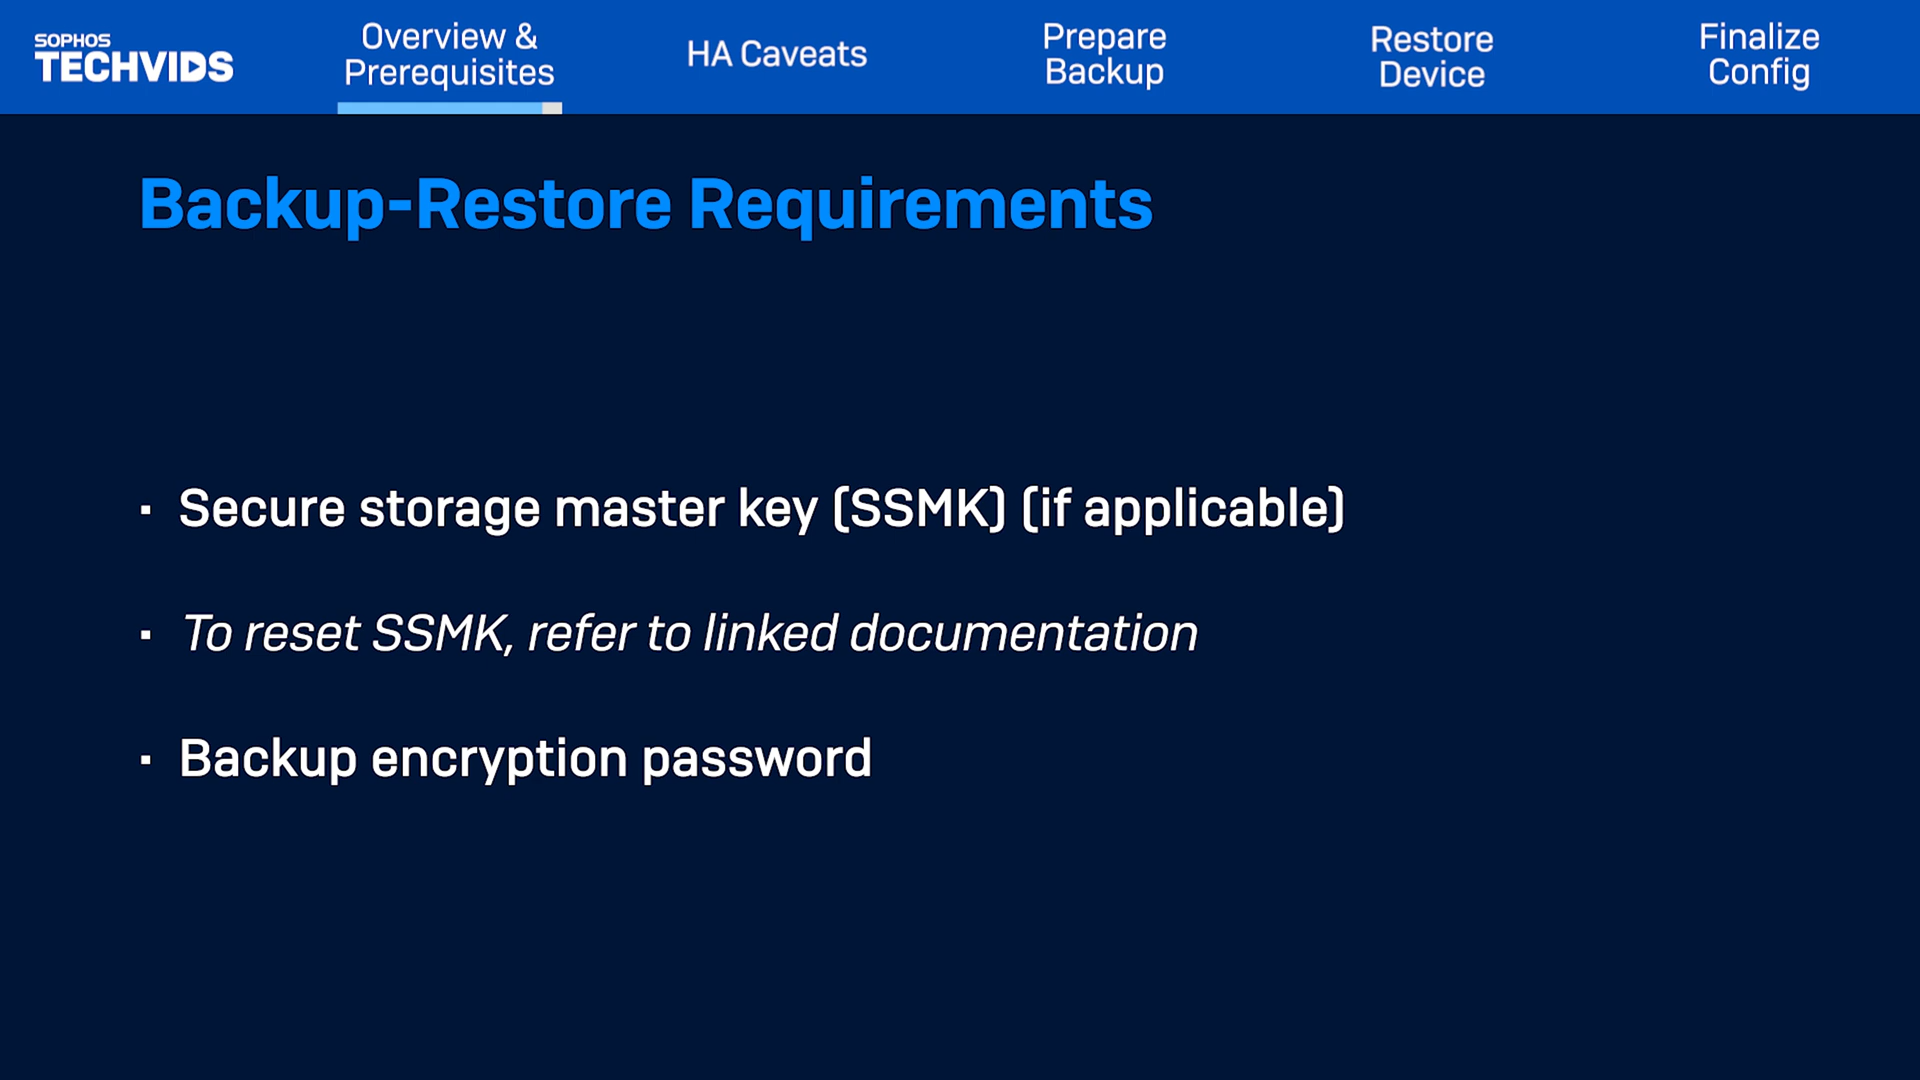 SOPHOS
TECHVIDS
Overview &
Prerequisites
HA Caveats
Prepare
Backup
Restore
Device
Finalize
Config
Backup-Restore Requirements
▪ Secure storage master key (SSMK) (if applicable)
▪ To reset SSMK, refer to linked documentation
▪ Backup encryption password